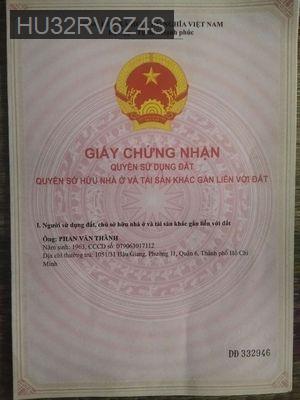 HU32RV6Z4S
NGHĨA VIỆT NAM
phúc
GIẤY CHỨNG NHẬN
QUYỀN SỬ DỤNG ĐẤT
QUYỀN SỞ HỮU NHÀ Ở VÀ TÀI SẢN KHÁC GẮN LIỀN VỚI ĐẤT
I. Người sử dụng đất, chủ sở hữu nhà ở và tài sản khác gắn liền với đất
Ông: PHAN VĂN THÀNH
Năm sinh: 1963, CCCD số: 079063017112
Địa chỉ thường trú: 1051/31 Hậu Giang, Phường 11, Quận 6, Thành phố Hồ Chí
Minh
DĐ 332946